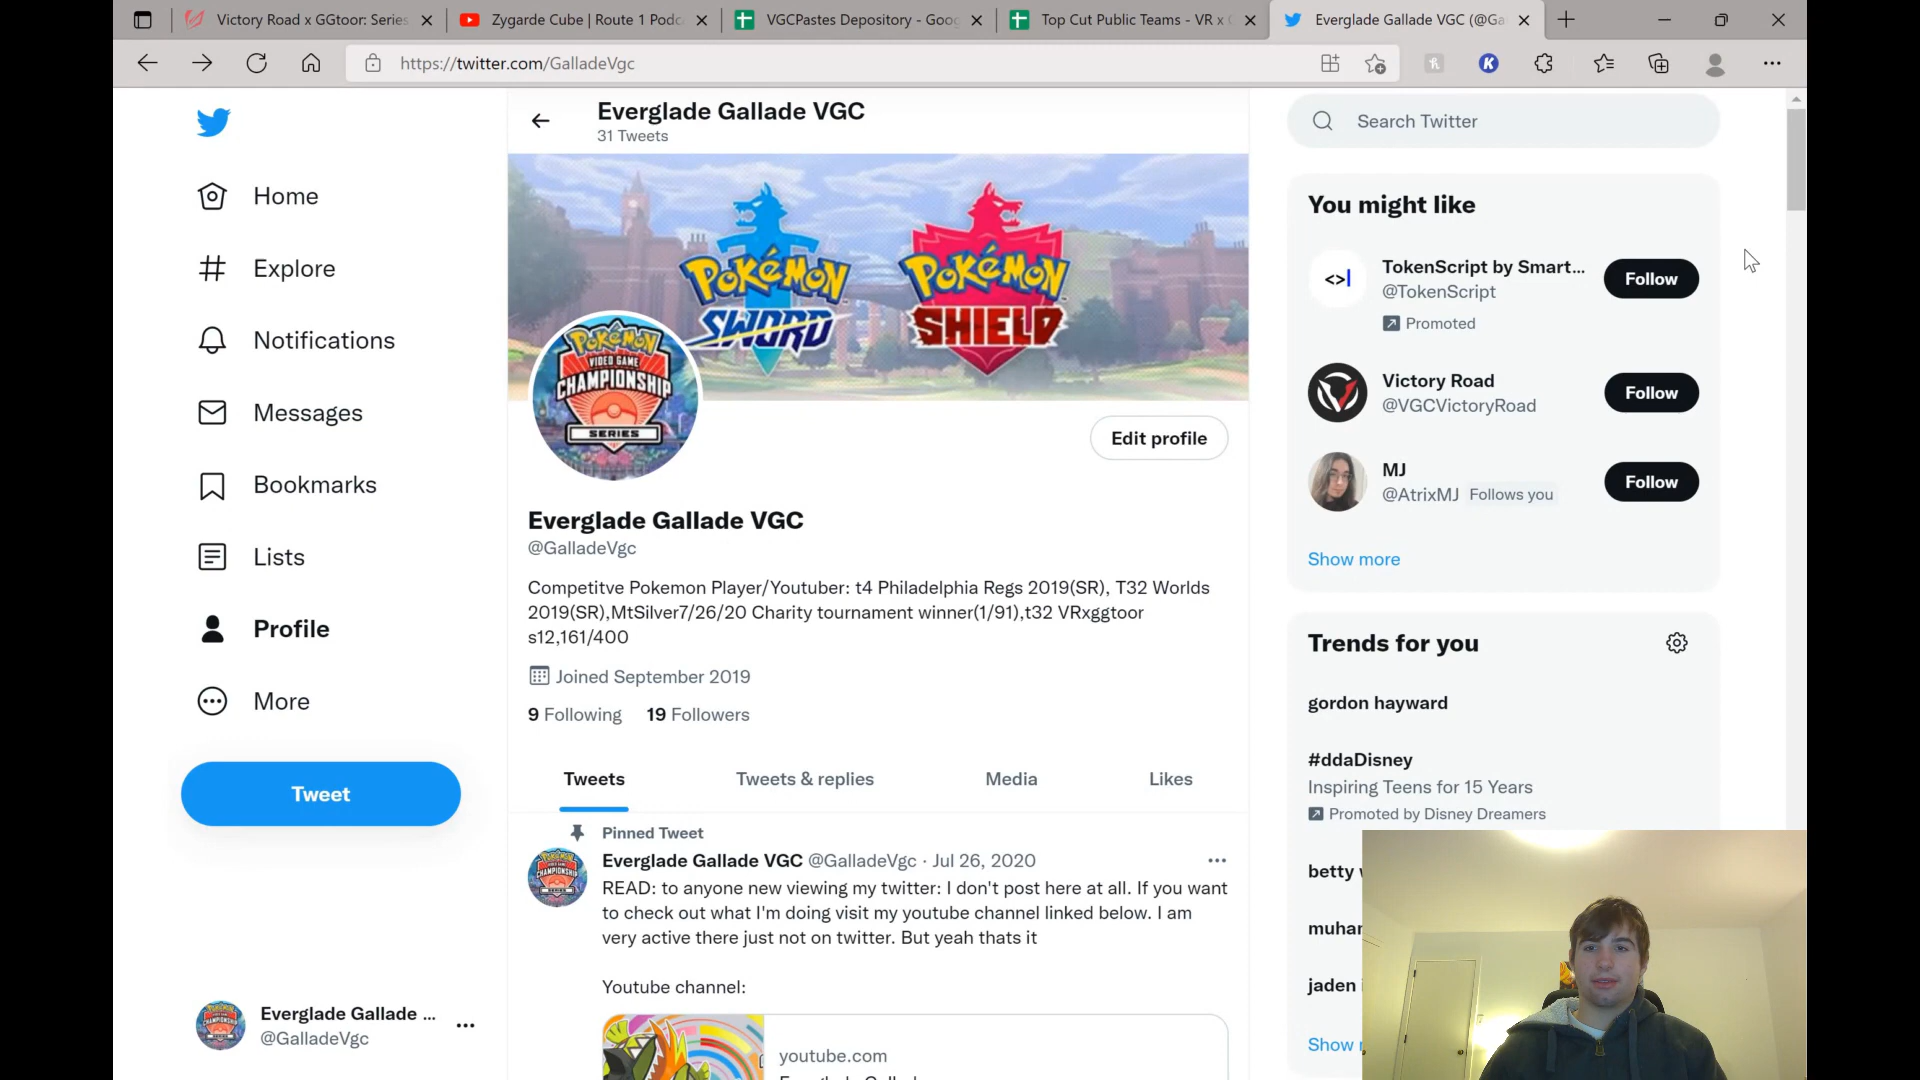 Victory Road x GGtoor: Series
Zygarde Cube | Route 1 Podc
VGCPastes Depository - Goog
Top Cut Public Teams - VR x
Everglade Gallade VGC (@Ga
https://twitter.com/GalladeVgc
Everglade Gallade VGC
31 Tweets
Home
Explore
Notifications
Messages
Bookmarks
Lists
Profile
More
Tweet
Everglade Gallade ...
@GalladeVgc
POKéMON
SWORD
POKéMON
SHIELD
POKéMON
VIDEO GAME
CHAMPIONSHIP
SERIES
Edit profile
Everglade Gallade VGC
@GalladeVgc
Competitve Pokemon Player/Youtuber: t4 Philadelphia Regs 2019(SR), T32 Worlds
2019(SR),MtSilver7/26/20 Charity tournament winner(1/91),t32 VRxggtoor
s12,161/400
Joined September 2019
9 Following 19 Followers
Tweets Tweets & replies Media Likes
Pinned Tweet
Everglade Gallade VGC @GalladeVgc · Jul 26, 2020
READ: to anyone new viewing my twitter: I don't post here at all. If you want
to check out what I'm doing visit my youtube channel linked below. I am
very active there just not on twitter. But yeah thats it
Youtube channel:
youtube.com
Search Twitter
You might like
TokenScript by Smart...
@TokenScript
Promoted
Follow
Victory Road
@VGCVictoryRoad
Follow
MJ
@AtrixMJ Follows you
Follow
Show more
Trends for you
gordon hayward
#ddaDisney
Inspiring Teens for 15 Years
Promoted by Disney Dreamers
betty
muhar
jaden
Show